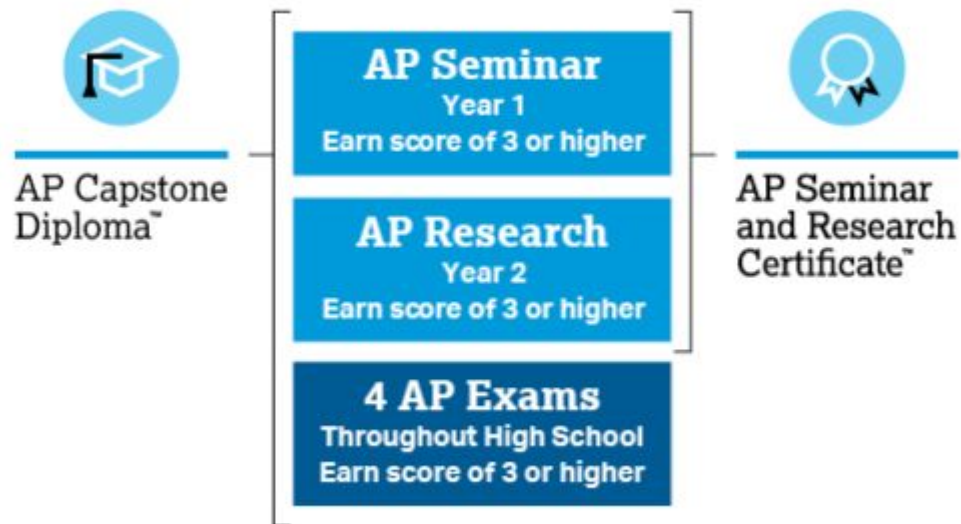 AP Capstone
Diploma™
AP Seminar
Year 1
Earn score of 3 or higher
AP Research
Year 2
Earn score of 3 or higher
4 AP Exams
Throughout High School
Earn score of 3 or higher
AP Seminar
and Research
Certificate™